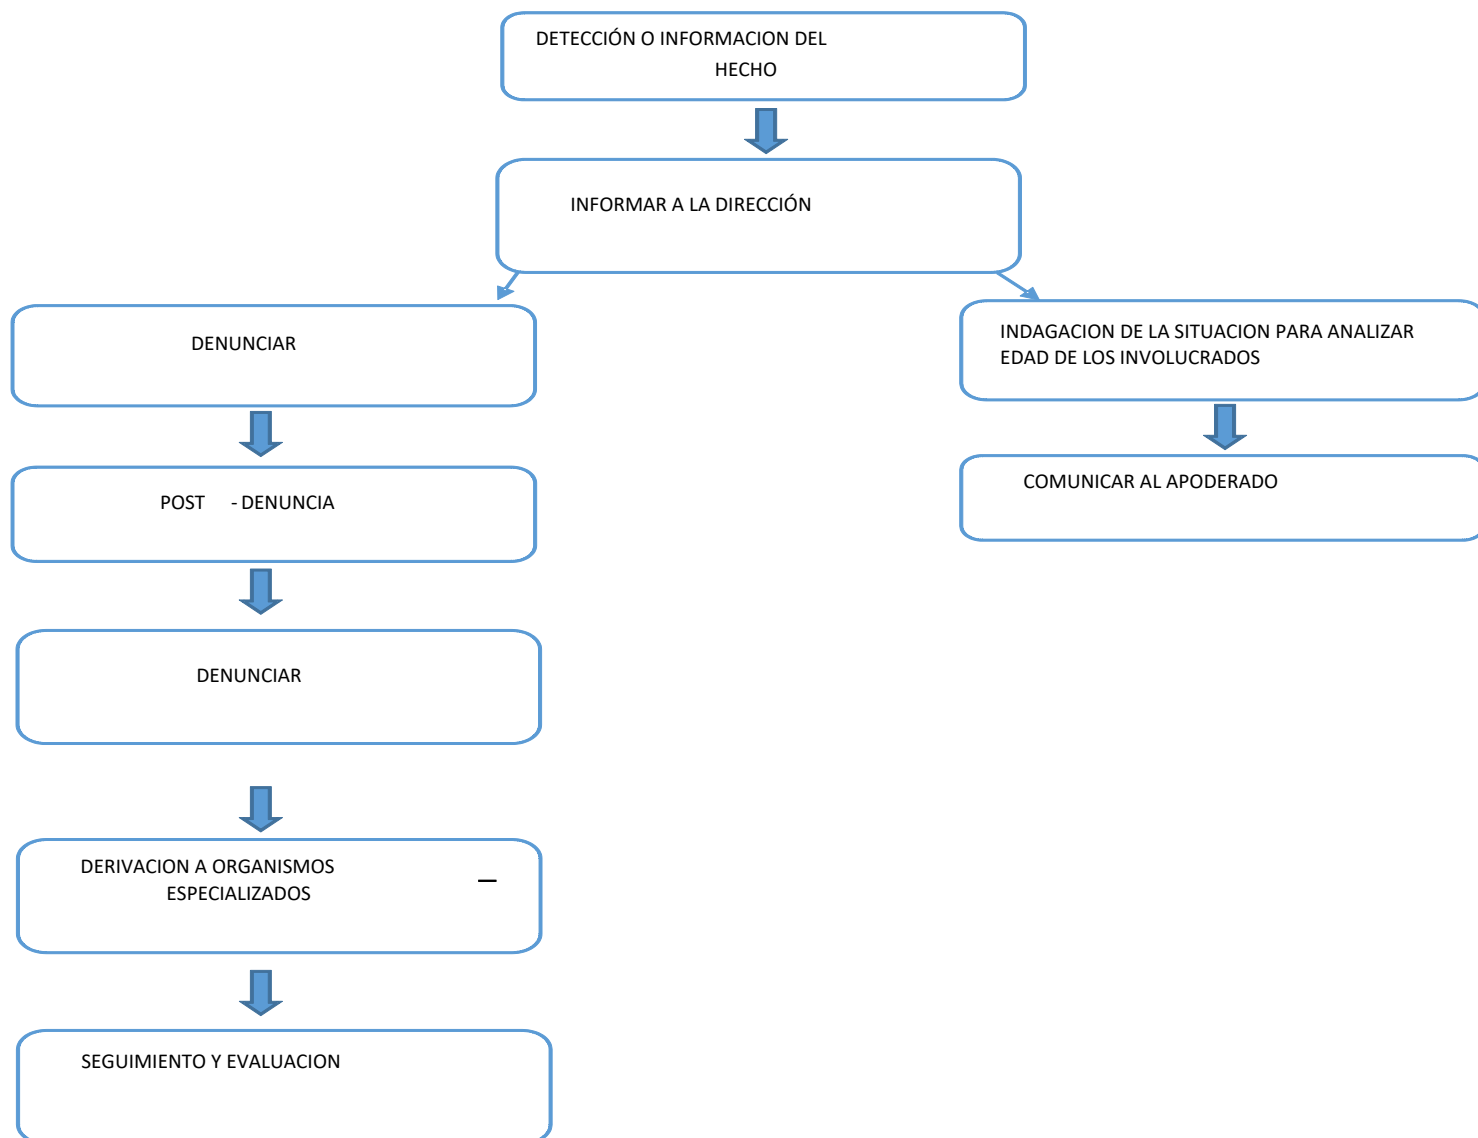 DETECCIÓN O INFORMACION DEL
HECHO
INFORMAR A LA DIRECCIÓN
DENUNCIAR
INDAGACION DE LA SITUACION PARA ANALIZAR
EDAD DE LOS INVOLUCRADOS
POST - DENUNCIA
COMUNICAR AL APODERADO
DENUNCIAR
DERIVACION A ORGANISMOS
ESPECIALIZADOS
SEGUIMIENTO Y EVALUACION